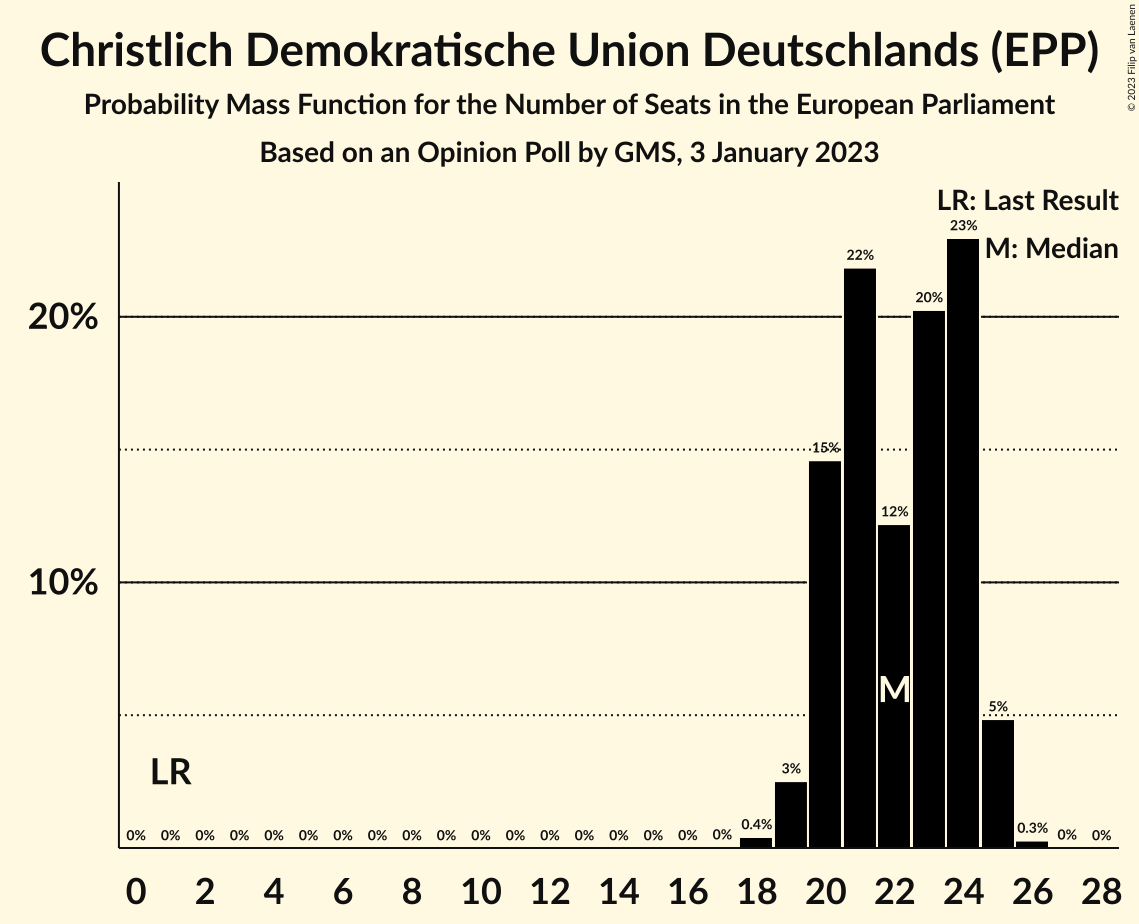 Christlich Demokratische Union Deutschlands (EPP)
Probability Mass Function for the Number of Seats in the European Parliament
Based on an Opinion Poll by GMS, 3 January 2023
© 2023 Filip van Laenen
LR: Last Result
M: Median
23%
22%
20%
20%
15%
12%
10%
M
5%
LR
3%
0% 0% 0% 0% 0% 0% 0% 0% 0% 0% 0% 0% 0% 0% 0% 0% 0% 0% 0.4% 0.3% 0% 0%
0 2 4 6 8 10 12 14 16 18 20 22 24 26 28